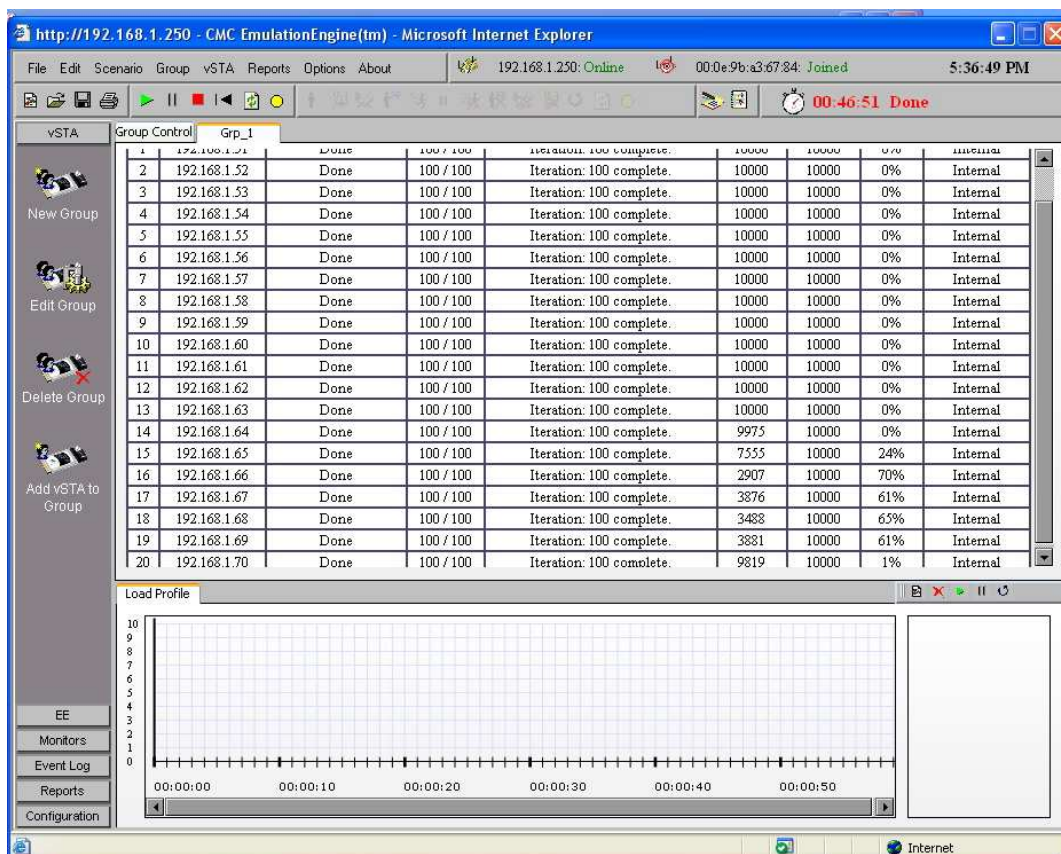 http://192.168.1.250 - CMC EmulationEngine(tm) - Microsoft Internet Explorer
File Edit Scenario Group vSTA Reports Options About 192.168.1.250: Online 00:0e:9b:a3:67:84: Joined 5:36:49 PM
00:46:51 Done
vSTA Group Control Grp_1
1 192.168.1.51 Done 100 / 100 Iteration: 100 complete. 10000 10000 0% Internal
2 192.168.1.52 Done 100 / 100 Iteration: 100 complete. 10000 10000 0% Internal
3 192.168.1.53 Done 100 / 100 Iteration: 100 complete. 10000 10000 0% Internal
4 192.168.1.54 Done 100 / 100 Iteration: 100 complete. 10000 10000 0% Internal
5 192.168.1.55 Done 100 / 100 Iteration: 100 complete. 10000 10000 0% Internal
6 192.168.1.56 Done 100 / 100 Iteration: 100 complete. 10000 10000 0% Internal
7 192.168.1.57 Done 100 / 100 Iteration: 100 complete. 10000 10000 0% Internal
8 192.168.1.58 Done 100 / 100 Iteration: 100 complete. 10000 10000 0% Internal
9 192.168.1.59 Done 100 / 100 Iteration: 100 complete. 10000 10000 0% Internal
10 192.168.1.60 Done 100 / 100 Iteration: 100 complete. 10000 10000 0% Internal
11 192.168.1.61 Done 100 / 100 Iteration: 100 complete. 10000 10000 0% Internal
12 192.168.1.62 Done 100 / 100 Iteration: 100 complete. 10000 10000 0% Internal
13 192.168.1.63 Done 100 / 100 Iteration: 100 complete. 10000 10000 0% Internal
14 192.168.1.64 Done 100 / 100 Iteration: 100 complete. 9975 10000 0% Internal
15 192.168.1.65 Done 100 / 100 Iteration: 100 complete. 7555 10000 24% Internal
16 192.168.1.66 Done 100 / 100 Iteration: 100 complete. 2907 10000 70% Internal
17 192.168.1.67 Done 100 / 100 Iteration: 100 complete. 3876 10000 61% Internal
18 192.168.1.68 Done 100 / 100 Iteration: 100 complete. 3488 10000 65% Internal
19 192.168.1.69 Done 100 / 100 Iteration: 100 complete. 3881 10000 61% Internal
20 192.168.1.70 Done 100 / 100 Iteration: 100 complete. 9819 10000 1% Internal
New Group
Edit Group
Delete Group
Add vSTA to
Group
EE
Monitors
Event Log
Reports
Configuration
Load Profile
10
9
8
7
6
5
4
3
2
1
0
00:00:00 00:00:10 00:00:20 00:00:30 00:00:40 00:00:50
Internet